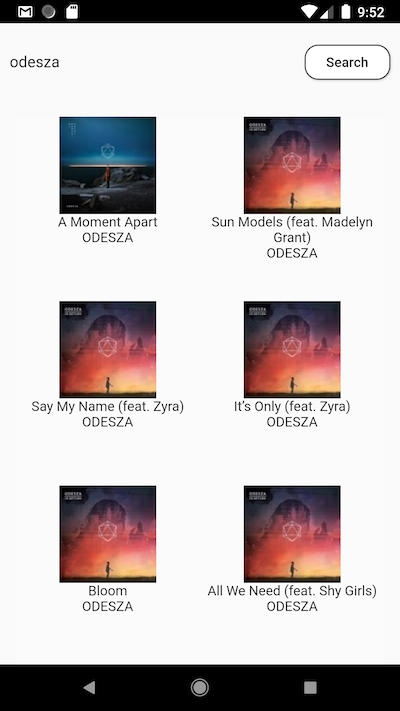 9:52
odesza
Search
A Moment Apart
ODESZA
Sun Models (feat. Madelyn
Grant)
ODESZA
Say My Name (feat. Zyra)
ODESZA
It's Only (feat. Zyra)
ODESZA
Bloom
ODESZA
All We Need (feat. Shy Girls)
ODESZA